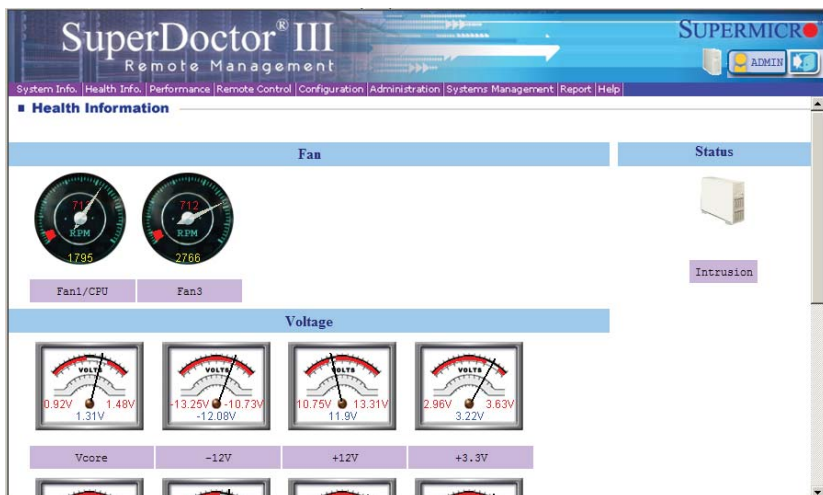 SuperDoctor® III
Remote Management
SUPERMICR
ADMIN
System Info. Health Info. Performance Remote Control Configuration Administration Systems Management Report Help
Health Information
Fan
Status
712
RPM
2766
RPM
1795
Fan1/CPU
Fan3
Intrusion
Voltage
VOLTS
0.92V 1.48V
1.31V
VOLTS
-13.25V -10.73V
-12.08V
VOLTS
10.75V 13.31V
11.9V
VOLTS
2.96V 3.63V
3.22V
Vcore
-12V
+12V
+3.3V